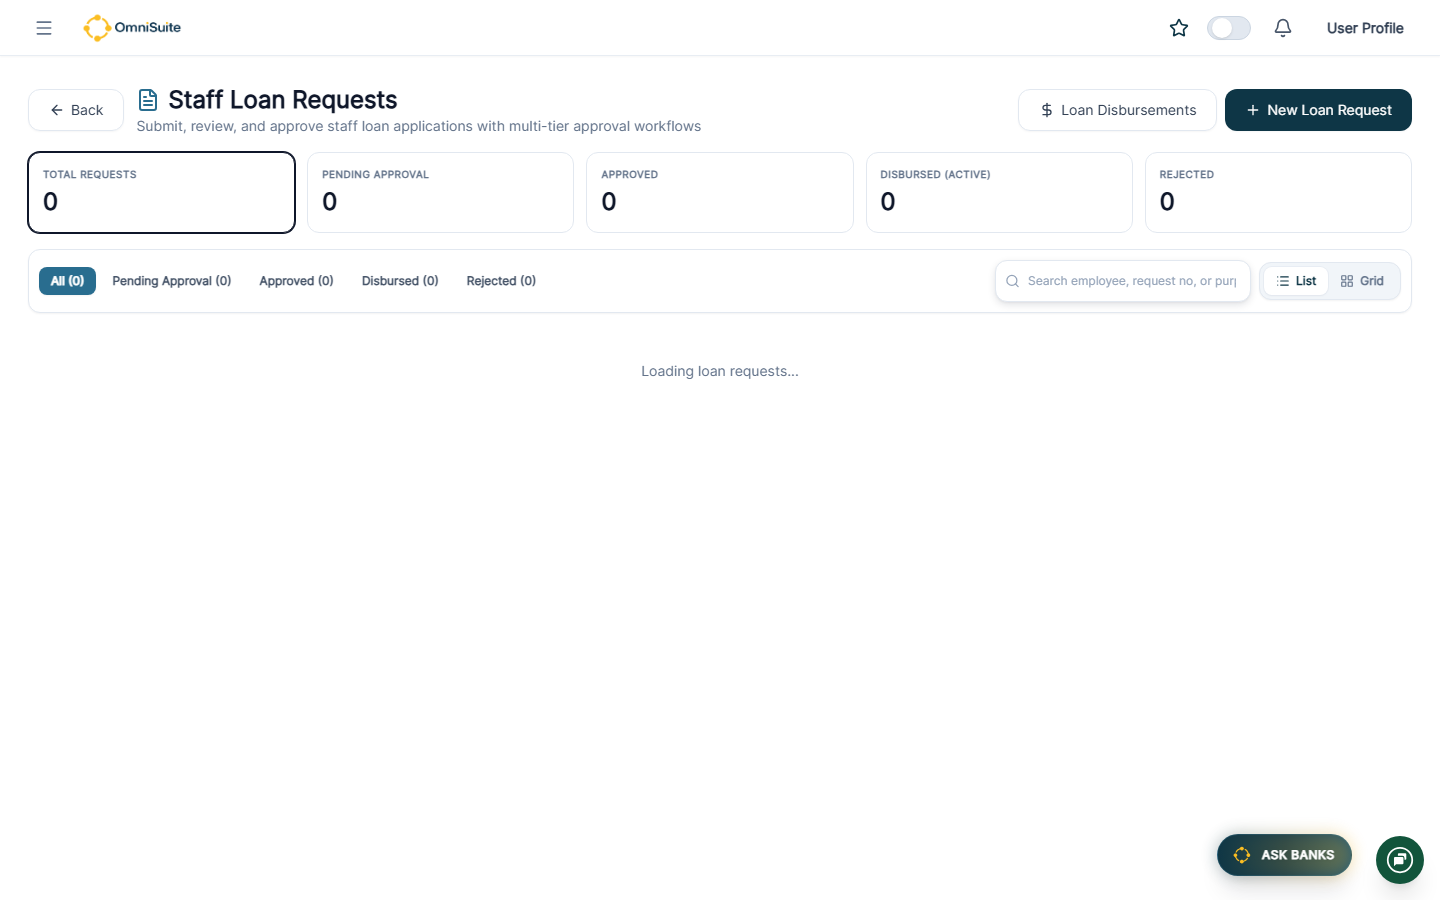 OmniSuite
User Profile
Back
Staff Loan Requests
Submit, review, and approve staff loan applications with multi-tier approval workflows
Loan Disbursements
New Loan Request
TOTAL REQUESTS
0
PENDING APPROVAL
0
APPROVED
0
DISBURSED (ACTIVE)
0
REJECTED
0
All (0)
Pending Approval (0)
Approved (0)
Disbursed (0)
Rejected (0)
Search employee, request no, or pur
List
Grid
Loading loan requests...
ASK BANKS